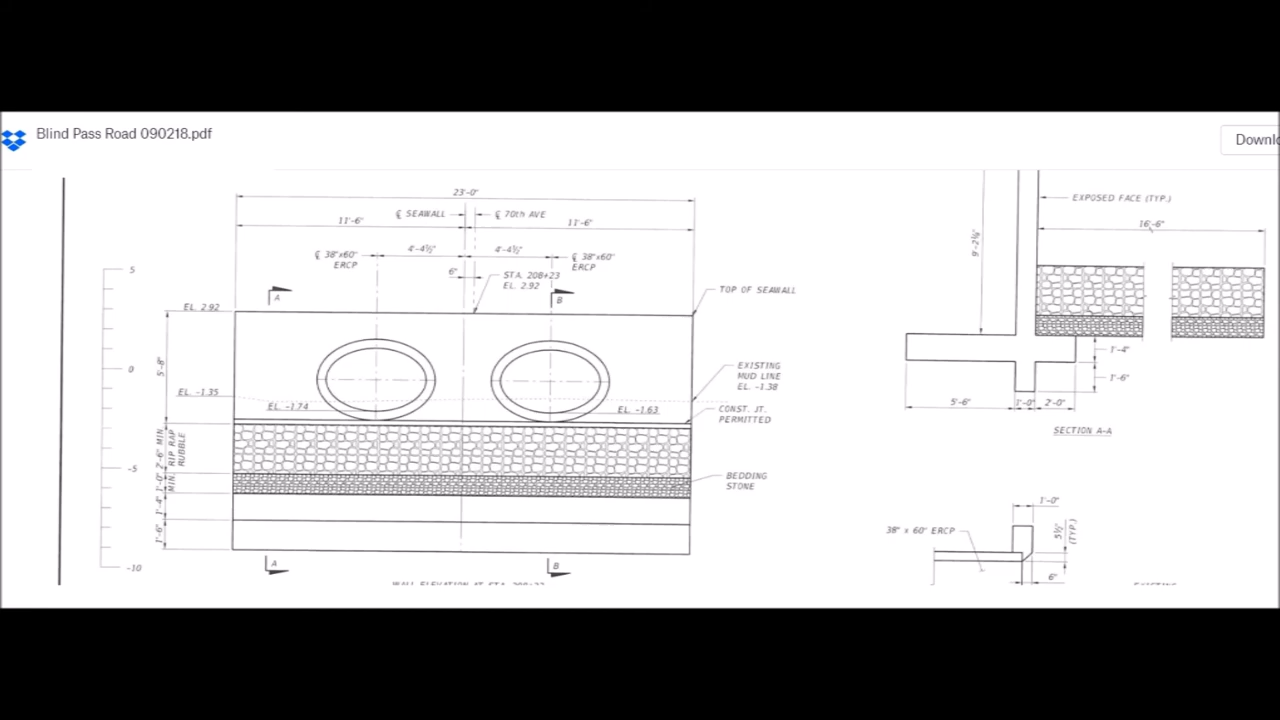 Blind Pass Road 090218.pdf
Downlo
23'-0"
EXPOSED FACE (TYP.)
℄ SEAWALL
℄ 70th AVE
11'-6"
11'-6"
16'-6"
4'-4½"
4'-4½"
℄ 38"x60"
ERCP
℄ 38"x60"
ERCP
9'-2¾"
5
6"
STA. 208+23
EL. 2.92
A
B
TOP OF SEAWALL
EL. 2.92
5'-8"
0
EXISTING
MUD LINE
EL. -1.38
1'-4"
1'-6"
EL. -1.35
EL. -1.74
EL. -1.63
CONST. JT.
PERMITTED
5'-6"
1'-0"
2'-0"
SECTION A-A
2'-6" MIN.
RIP RAP
RUBBLE
-5
1'-0"
MIN.
BEDDING
STONE
1'-4"
1'-6"
1'-0"
38" x 60" ERCP
5½"
(TYP.)
-10
A
B
6"